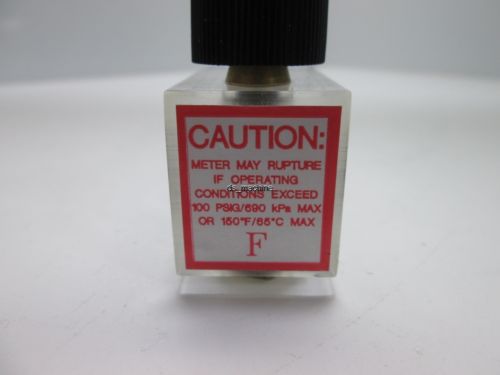 CAUTION:
METER MAY RUPTURE
IF OPERATING
ds_machine
CONDITIONS EXCEED
100 PSIG/690 kPa MAX
OR 150°F/65°C MAX
F